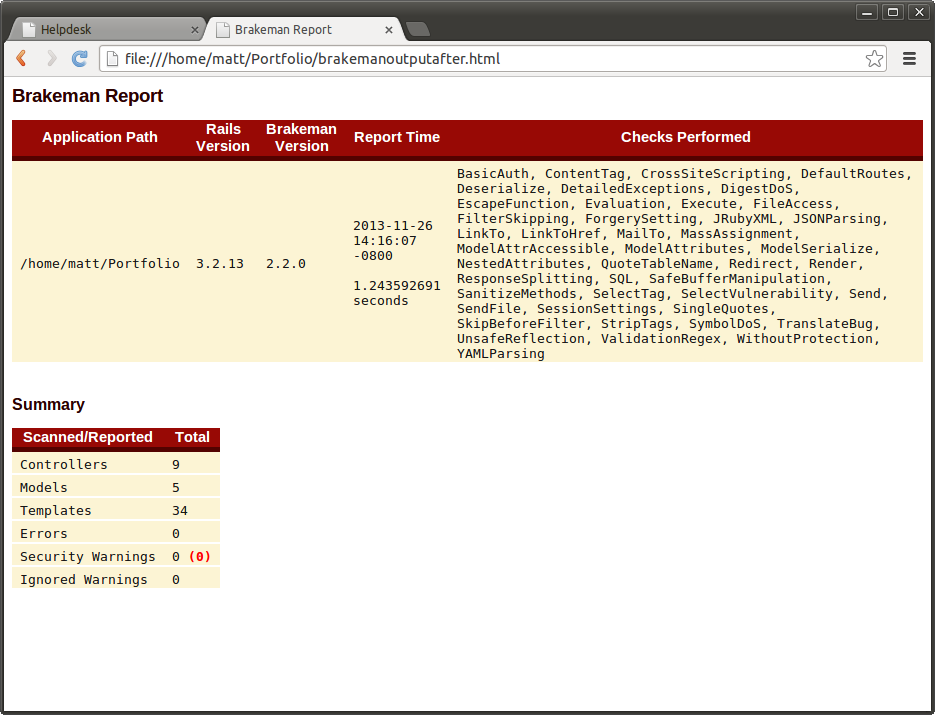 Helpdesk
Brakeman Report
file:///home/matt/Portfolio/brakemanoutputafter.html
Brakeman Report
Application Path Rails Version Brakeman Version Report Time Checks Performed
/home/matt/Portfolio 3.2.13 2.2.0
2013-11-26
14:16:07
-0800
1.243592691
seconds
BasicAuth, ContentTag, CrossSiteScripting, DefaultRoutes,
Deserialize, DetailedExceptions, DigestDoS,
EscapeFunction, Evaluation, Execute, FileAccess,
FilterSkipping, ForgerySetting, JRubyXML, JSONParsing,
LinkTo, LinkToHref, MailTo, MassAssignment,
ModelAttrAccessible, ModelAttributes, ModelSerialize,
NestedAttributes, QuoteTableName, Redirect, Render,
ResponseSplitting, SQL, SafeBufferManipulation,
SanitizeMethods, SelectTag, SelectVulnerability, Send,
SendFile, SessionSettings, SingleQuotes,
SkipBeforeFilter, StripTags, SymbolDoS, TranslateBug,
UnsafeReflection, ValidationRegex, WithoutProtection,
YAMLParsing
Summary
Scanned/Reported Total
Controllers 9
Models 5
Templates 34
Errors 0
Security Warnings 0 (0)
Ignored Warnings 0